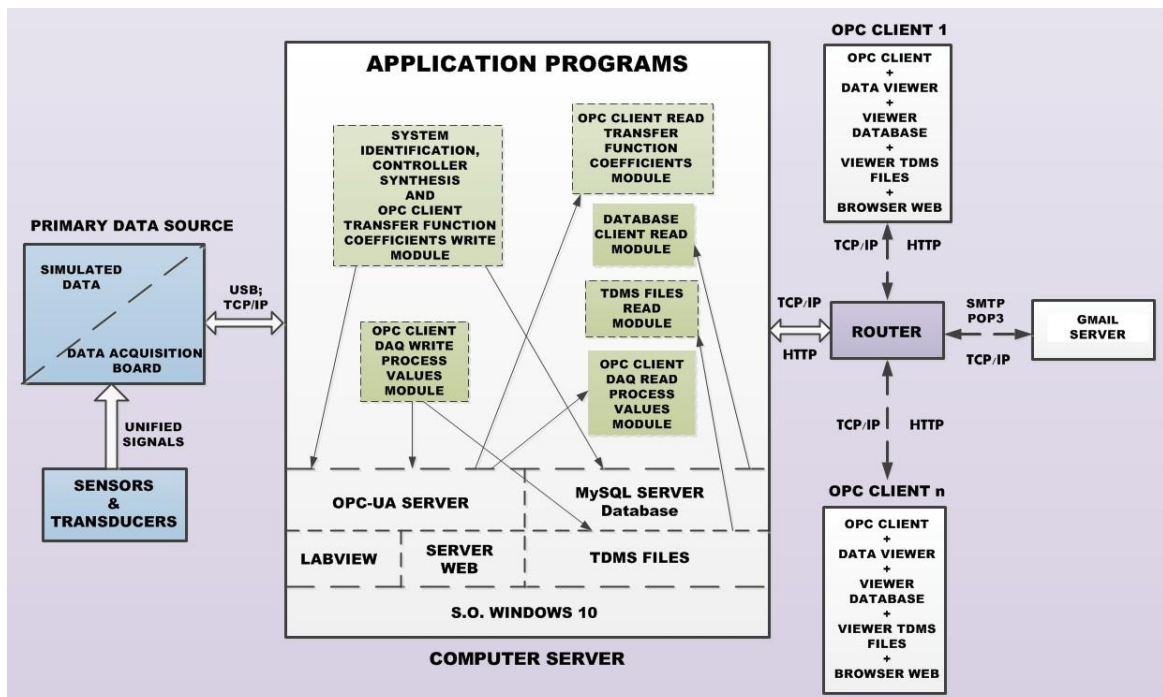 PRIMARY DATA SOURCE
SIMULATED
DATA
DATA ACQUISITION
BOARD
UNIFIED
SIGNALS
SENSORS
&
TRANSDUCERS
USB;
TCP/IP
APPLICATION PROGRAMS
SYSTEM
IDENTIFICATION,
CONTROLLER
SYNTHESIS
AND
OPC CLIENT
TRANSFER FUNCTION
COEFFICIENTS WRITE
MODULE
OPC CLIENT READ
TRANSFER
FUNCTION
COEFFICIENTS
MODULE
DATABASE
CLIENT READ
MODULE
TDMS FILES
READ
MODULE
OPC CLIENT
DAQ WRITE
PROCESS
VALUES
MODULE
OPC CLIENT
DAQ READ
PROCESS
VALUES
MODULE
OPC-UA SERVER
MySQL SERVER
Database
LABVIEW
SERVER
WEB
TDMS FILES
S.O. WINDOWS 10
COMPUTER SERVER
TCP/IP
HTTP
OPC CLIENT 1
OPC CLIENT
+
DATA VIEWER
+
VIEWER
DATABASE
+
VIEWER TDMS
FILES
+
BROWSER WEB
TCP/IP HTTP
ROUTER
SMTP
POP3
TCP/IP
GMAIL
SERVER
TCP/IP HTTP
OPC CLIENT n
OPC CLIENT
+
DATA VIEWER
+
VIEWER
DATABASE
+
VIEWER TDMS
FILES
+
BROWSER WEB